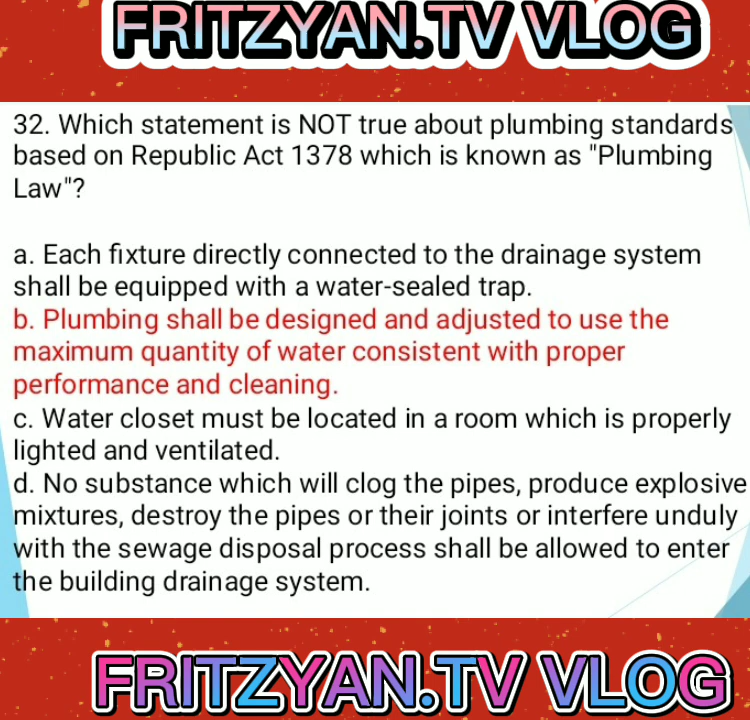 FRITZYAN.TV VLOG
32. Which statement is NOT true about plumbing standards
based on Republic Act 1378 which is known as "Plumbing
Law"?
a. Each fixture directly connected to the drainage system
shall be equipped with a water-sealed trap.
b. Plumbing shall be designed and adjusted to use the
maximum quantity of water consistent with proper
performance and cleaning.
c. Water closet must be located in a room which is properly
lighted and ventilated.
d. No substance which will clog the pipes, produce explosive
mixtures, destroy the pipes or their joints or interfere unduly
with the sewage disposal process shall be allowed to enter
the building drainage system.
FRITZYAN.TV VLOG